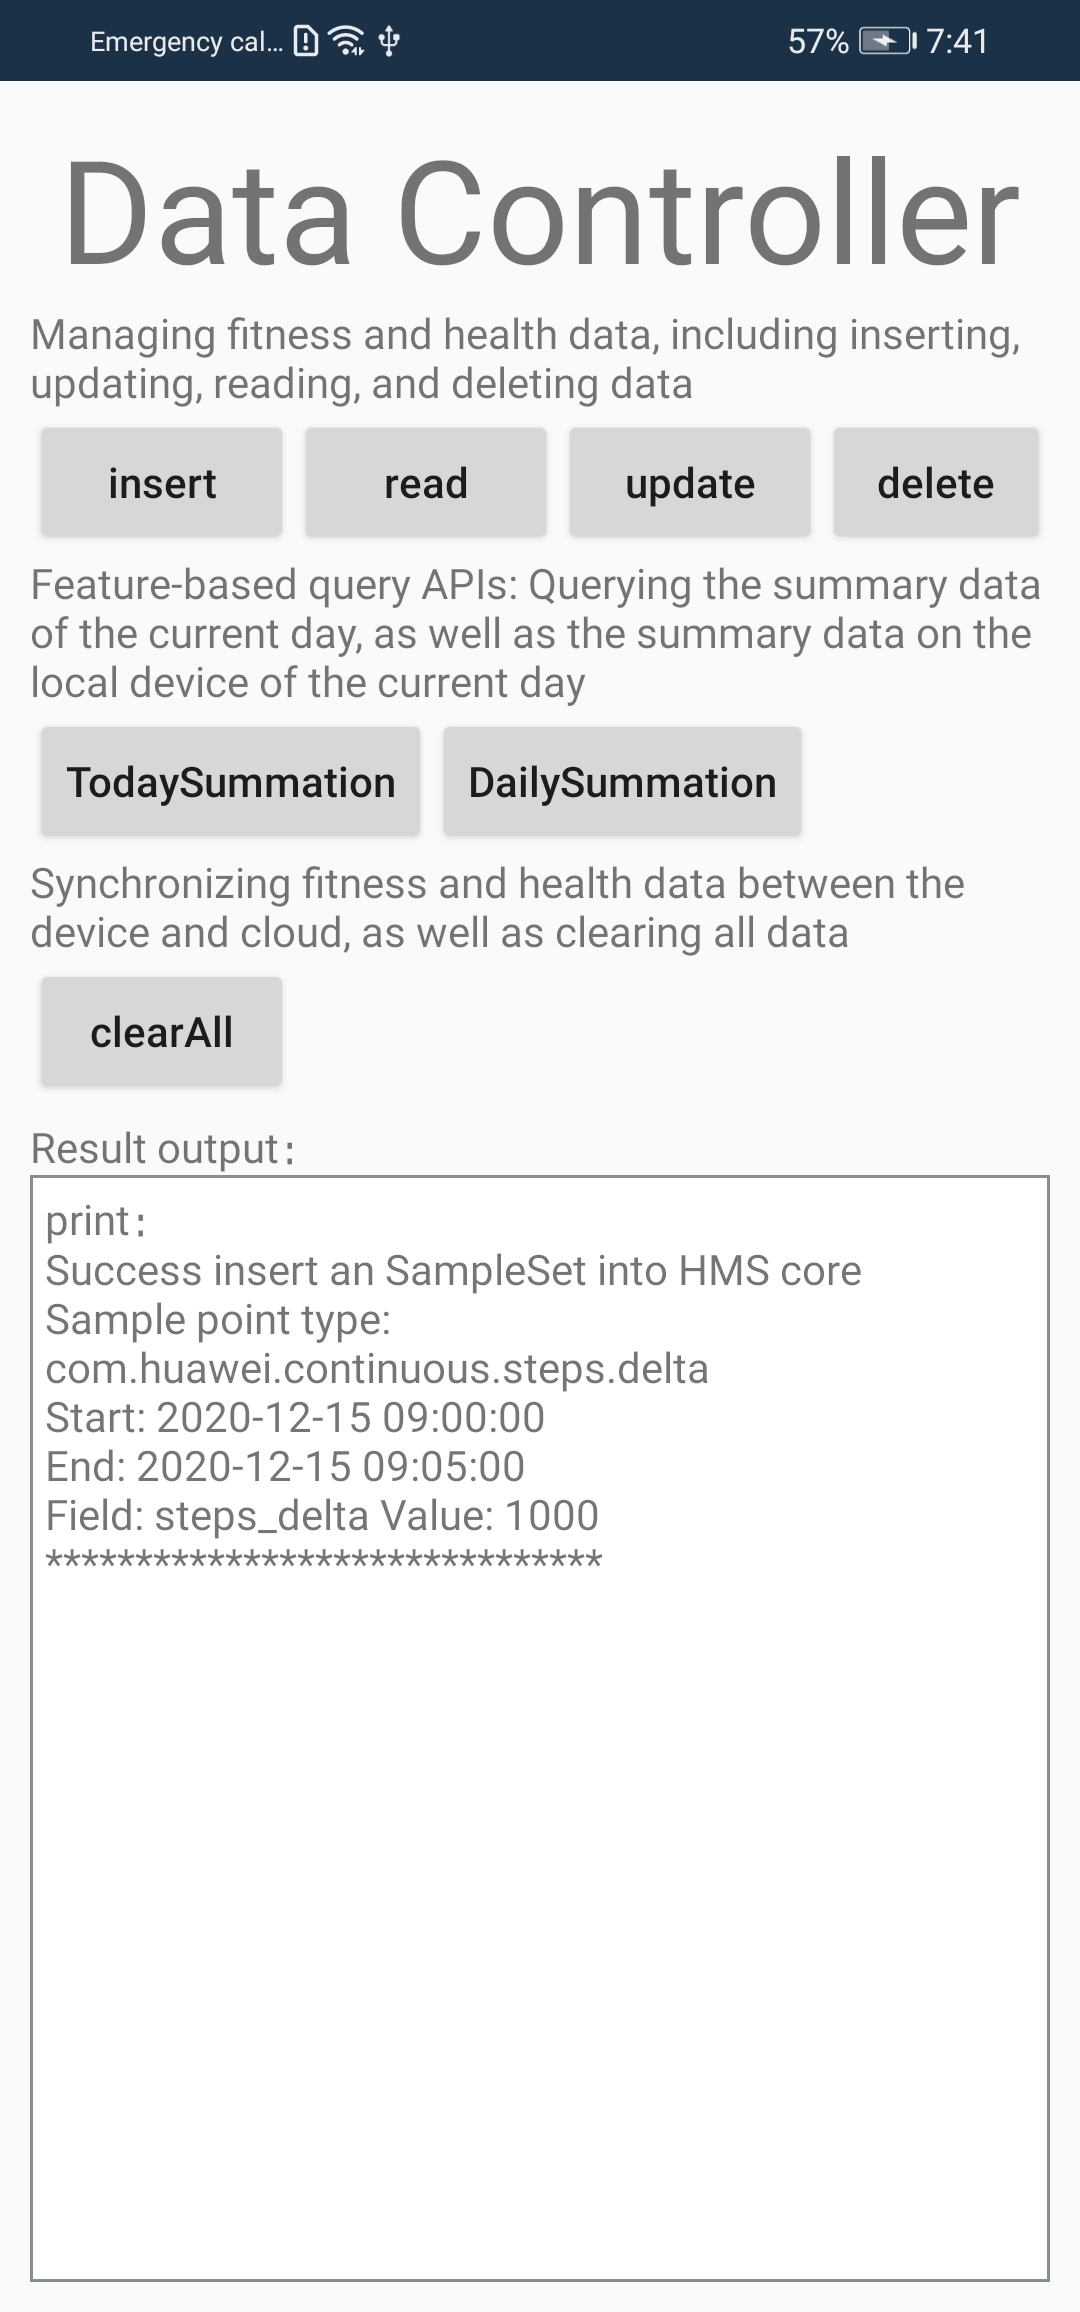 Emergency cal... 57% 7:41
Data Controller
Managing fitness and health data, including inserting,
updating, reading, and deleting data
insert read update delete
Feature-based query APIs: Querying the summary data
of the current day, as well as the summary data on the
local device of the current day
TodaySummation DailySummation
Synchronizing fitness and health data between the
device and cloud, as well as clearing all data
clearAll
Result output：
print：
Success insert an SampleSet into HMS core
Sample point type:
com.huawei.continuous.steps.delta
Start: 2020-12-15 09:00:00
End: 2020-12-15 09:05:00
Field: steps_delta Value: 1000
*******************************